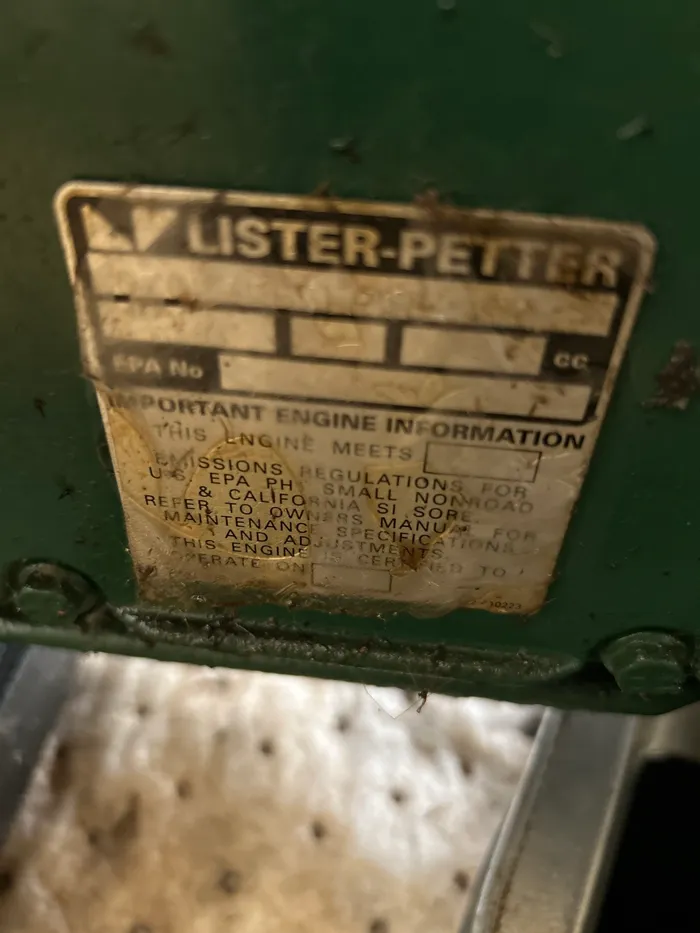 LISTER-PETTER
CC
EPA No
IMPORTANT ENGINE INFORMATION
THIS ENGINE MEETS
EMISSIONS REGULATIONS FOR
U.S. EPA PH SMALL NONROAD
& CALIFORNIA SI SORE.
REFER TO OWNERS MANUAL FOR
MAINTENANCE SPECIFICATIONS
AND ADJUSTMENTS.
THIS ENGINE IS CERTIFIED TO
OPERATE ON